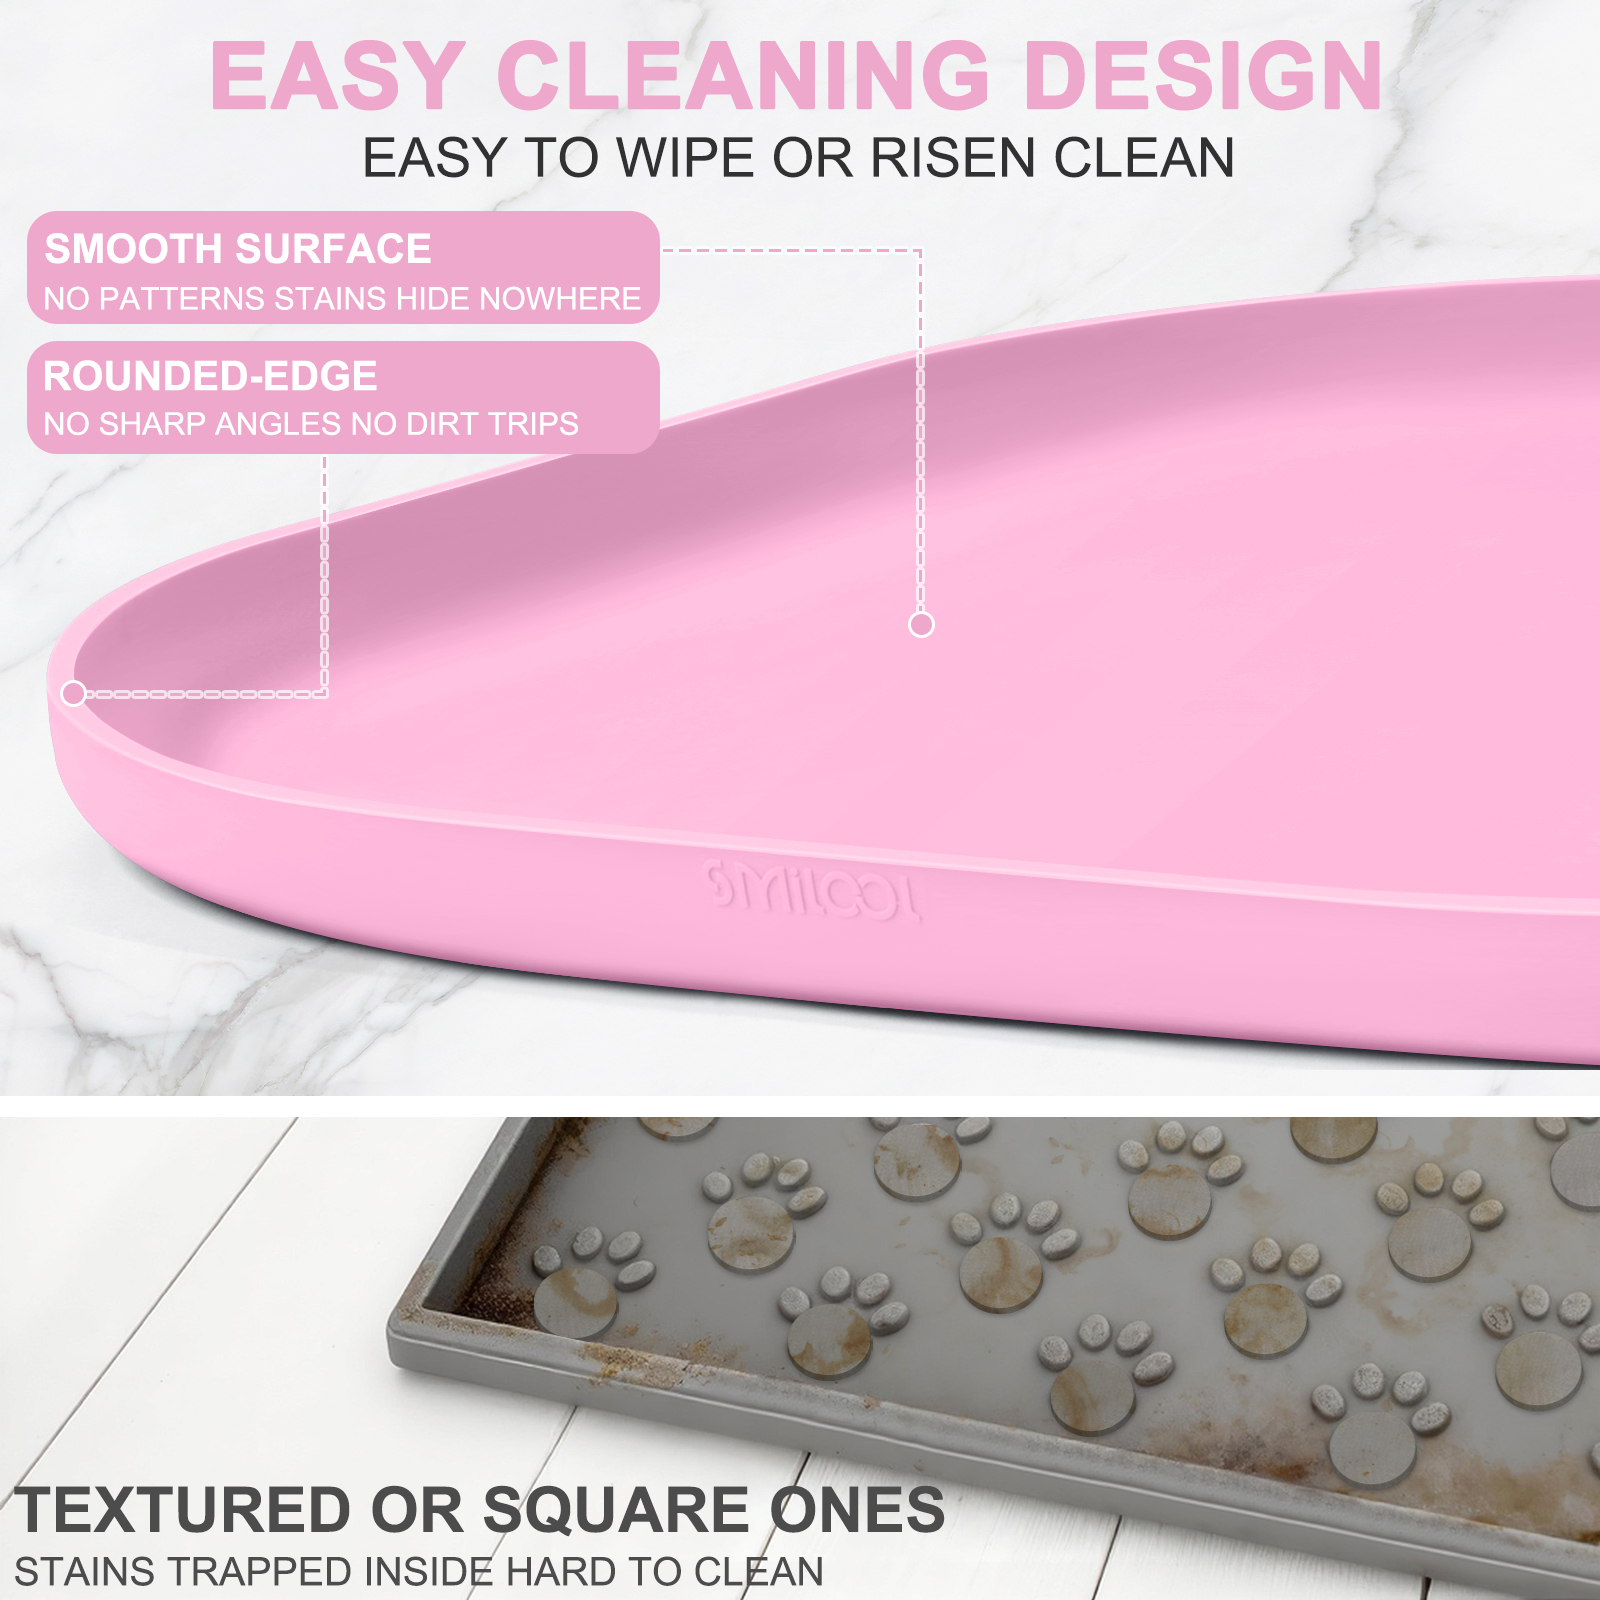 EASY CLEANING DESIGN
EASY TO WIPE OR RISEN CLEAN
SMOOTH SURFACE
NO PATTERNS STAINS HIDE NOWHERE
ROUNDED-EDGE
NO SHARP ANGLES NO DIRT TRIPS
SMILOOL
TEXTURED OR SQUARE ONES
STAINS TRAPPED INSIDE HARD TO CLEAN